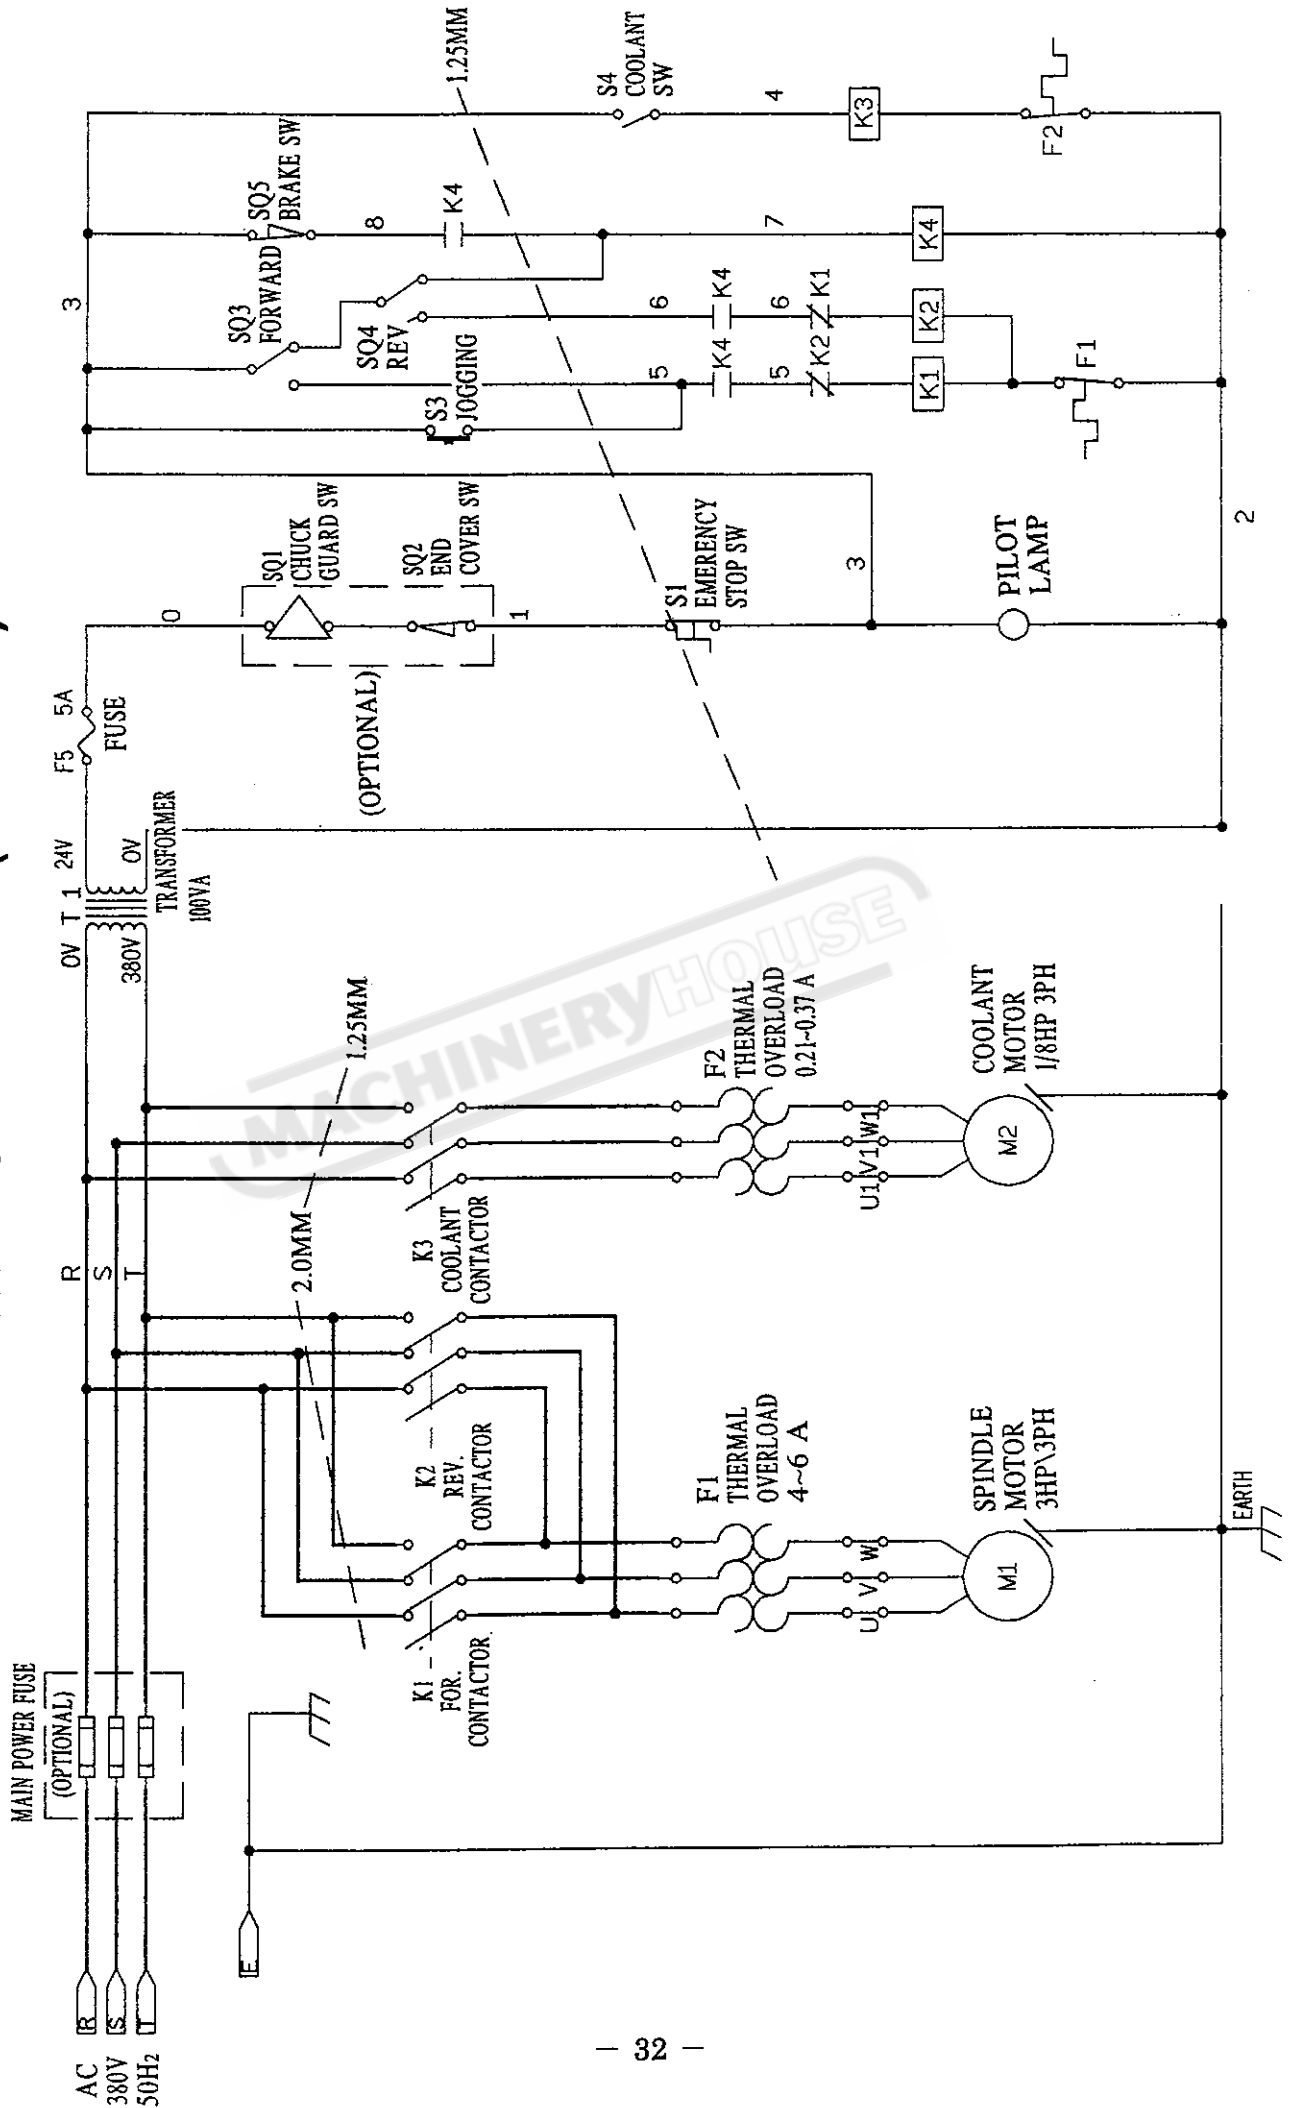 AC
380V
50H₂
R
S
T
E
MAIN POWER FUSE
(OPTIONAL)
R
S
T
2.0MM
1.25MM
K1
FOR.
CONTACTOR
K2
REV.
CONTACTOR
K3
COOLANT
CONTACTOR
F1
THERMAL
OVERLOAD
4~6 A
U
V
W
M1
SPINDLE
MOTOR
3HP\3PH
EARTH
F2
THERMAL
OVERLOAD
0.21~0.37 A
U1
V1
W1
M2
COOLANT
MOTOR
1/8HP 3PH
0V
T 1
24V
380V
0V
TRANSFORMER
100VA
F5
5A
FUSE
0
SQ1
CHUCK
GUARD SW
SQ2
END
COVER SW
(OPTIONAL)
1
S1
EMERENCY
STOP SW
3
PILOT
LAMP
2
3
S3
JOGGING
SQ3
FORWARD
SQ4
REV
SQ5
BRAKE SW
8
K4
5
K4
5
K2
K1
6
K4
6
K1
K2
7
K4
F1
1.25MM
S4
COOLANT
SW
4
K3
F2
MACHINERYHOUSE
— 32 —